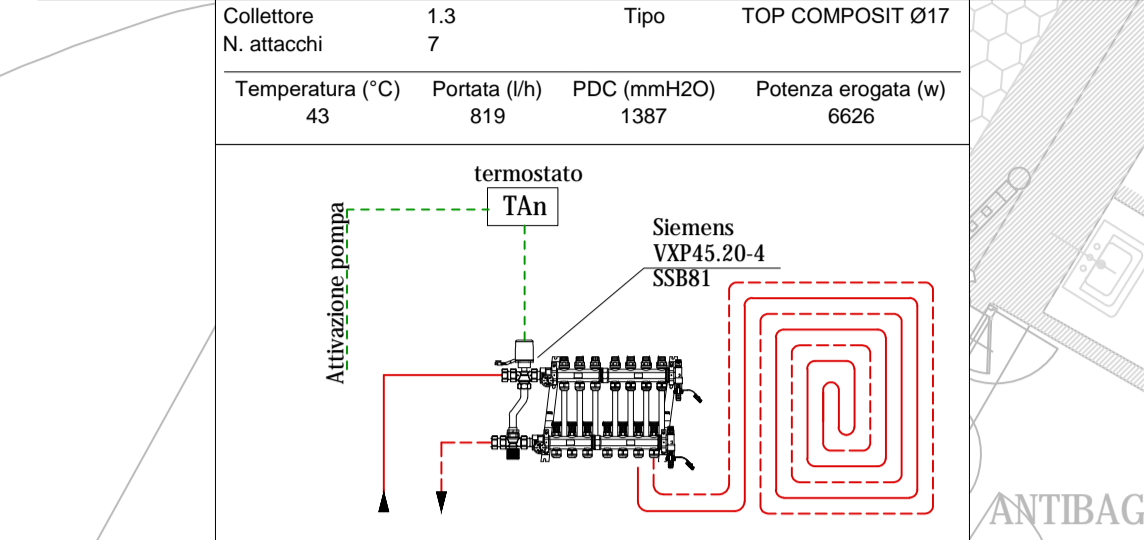 Collettore 1.3 Tipo TOP COMPOSIT Ø17
N. attacchi 7
Temperatura (°C) Portata (l/h) PDC (mmH2O) Potenza erogata (w)
43 819 1387 6626
termostato
TAn
Attivazione pompa
Siemens
VXP45.20-4
SSB81
ANTIBAG